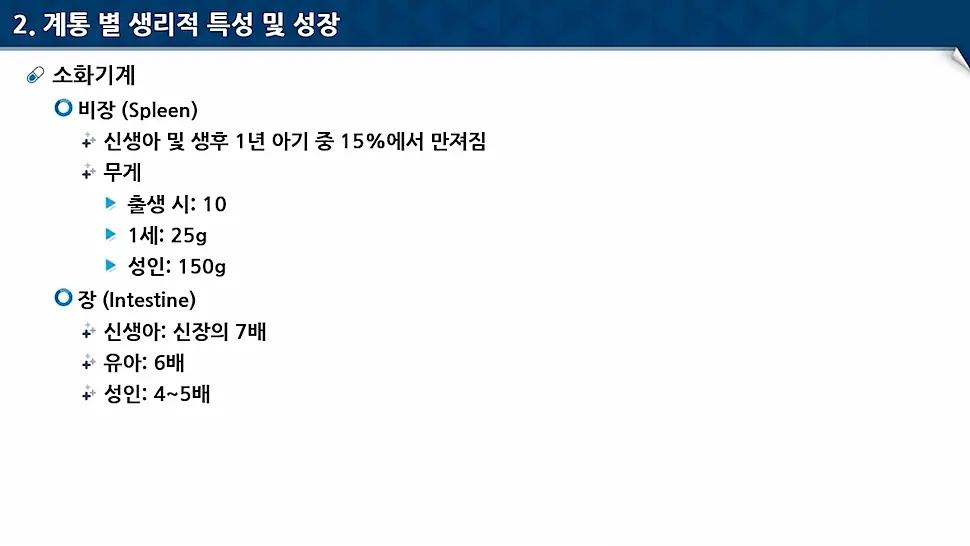 2. 계통 별 생리적 특성 및 성장
소화기계
비장 (Spleen)
신생아 및 생후 1년 아기 중 15%에서 만져짐
무게
출생 시: 10
1세: 25g
성인: 150g
장 (Intestine)
신생아: 신장의 7배
유아: 6배
성인: 4~5배